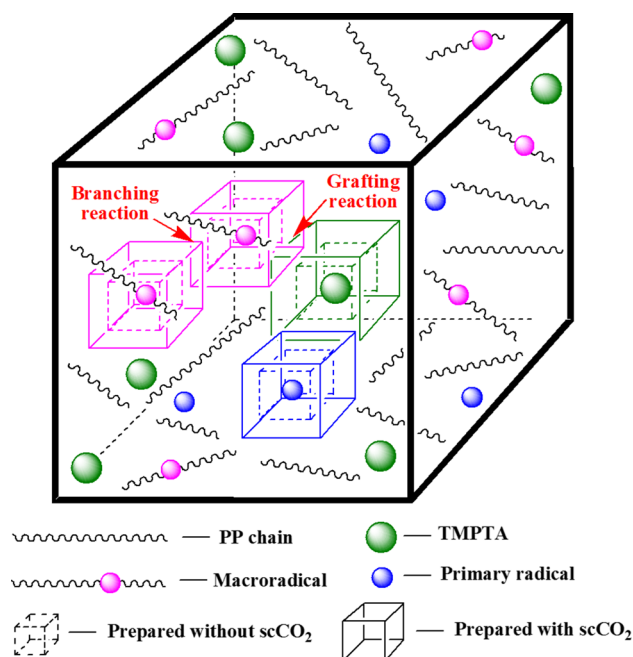 Branching
reaction
Grafting
reaction
PP chain
TMPTA
Macroradical
Primary radical
Prepared without scCO₂
Prepared with scCO₂